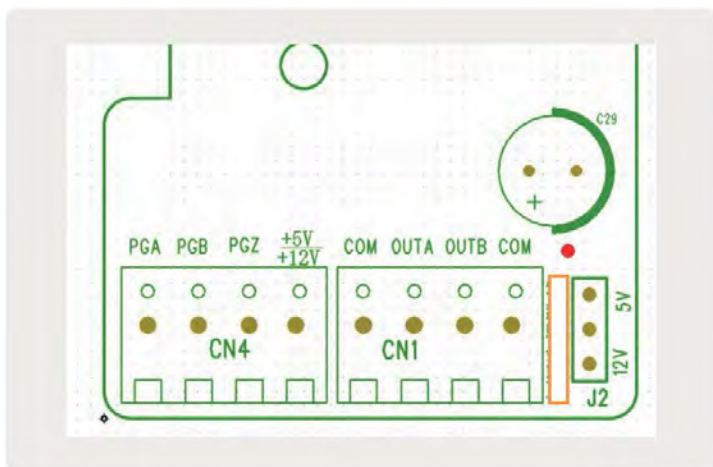 C29
PGA PGB PGZ +5V COM OUTA OUTB COM
+12V
5V
CN4 CN1
12V
J2